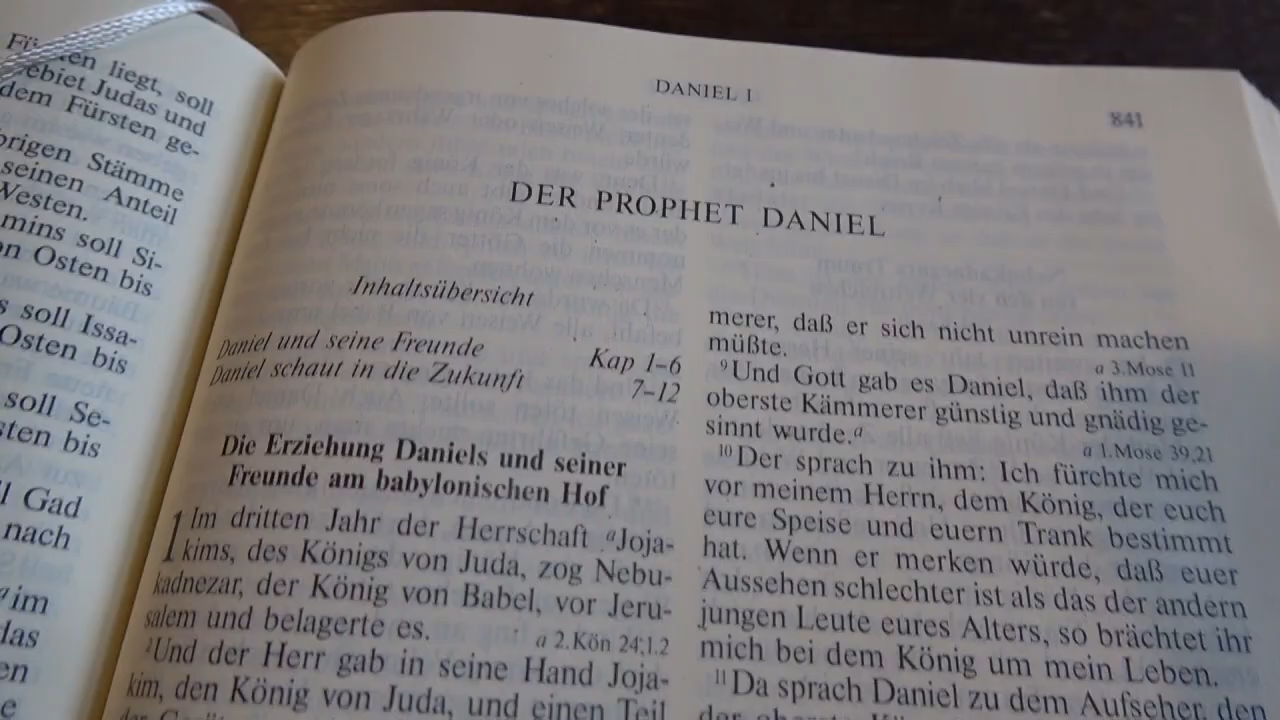 Fürsten liegt, soll
ebiet Judas und
dem Fürsten ge-
brigen Stämme
seinen Anteil
Westen.
mins soll Si-
on Osten bis
s soll Issa-
Osten bis
soll Se-
sten bis
l Gad
nach
a im
das
en
e
DANIEL 1
841
DER PROPHET DANIEL
Inhaltsübersicht
Daniel und seine Freunde Kap 1–6
Daniel schaut in die Zukunft 7–12
Die Erziehung Daniels und seiner
Freunde am babylonischen Hof
1 Im dritten Jahr der Herrschaft aJoja-
kims, des Königs von Juda, zog Nebu-
kadnezar, der König von Babel, vor Jeru-
salem und belagerte es. a 2.Kön 24,1.2
2Und der Herr gab in seine Hand Joja-
kim, den König von Juda, und einen Teil
merer, daß er sich nicht unrein machen
müßte. a 3.Mose 11
9Und Gott gab es Daniel, daß ihm der
oberste Kämmerer günstig und gnädig ge-
sinnt wurde.a a 1.Mose 39,21
10Der sprach zu ihm: Ich fürchte mich
vor meinem Herrn, dem König, der euch
eure Speise und euern Trank bestimmt
hat. Wenn er merken würde, daß euer
Aussehen schlechter ist als das der andern
jungen Leute eures Alters, so brächtet ihr
mich bei dem König um mein Leben.
11Da sprach Daniel zu dem Aufseher, den
der oberste